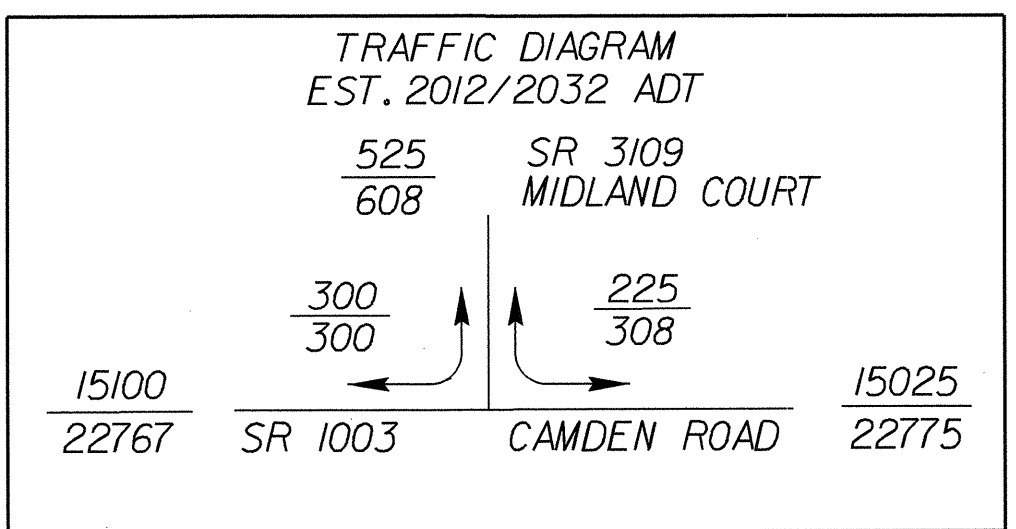 TRAFFIC DIAGRAM
EST. 2012/2032 ADT
525
608
SR 3109
MIDLAND COURT
300
300
225
308
15100
22767
SR 1003
CAMDEN ROAD
15025
22775